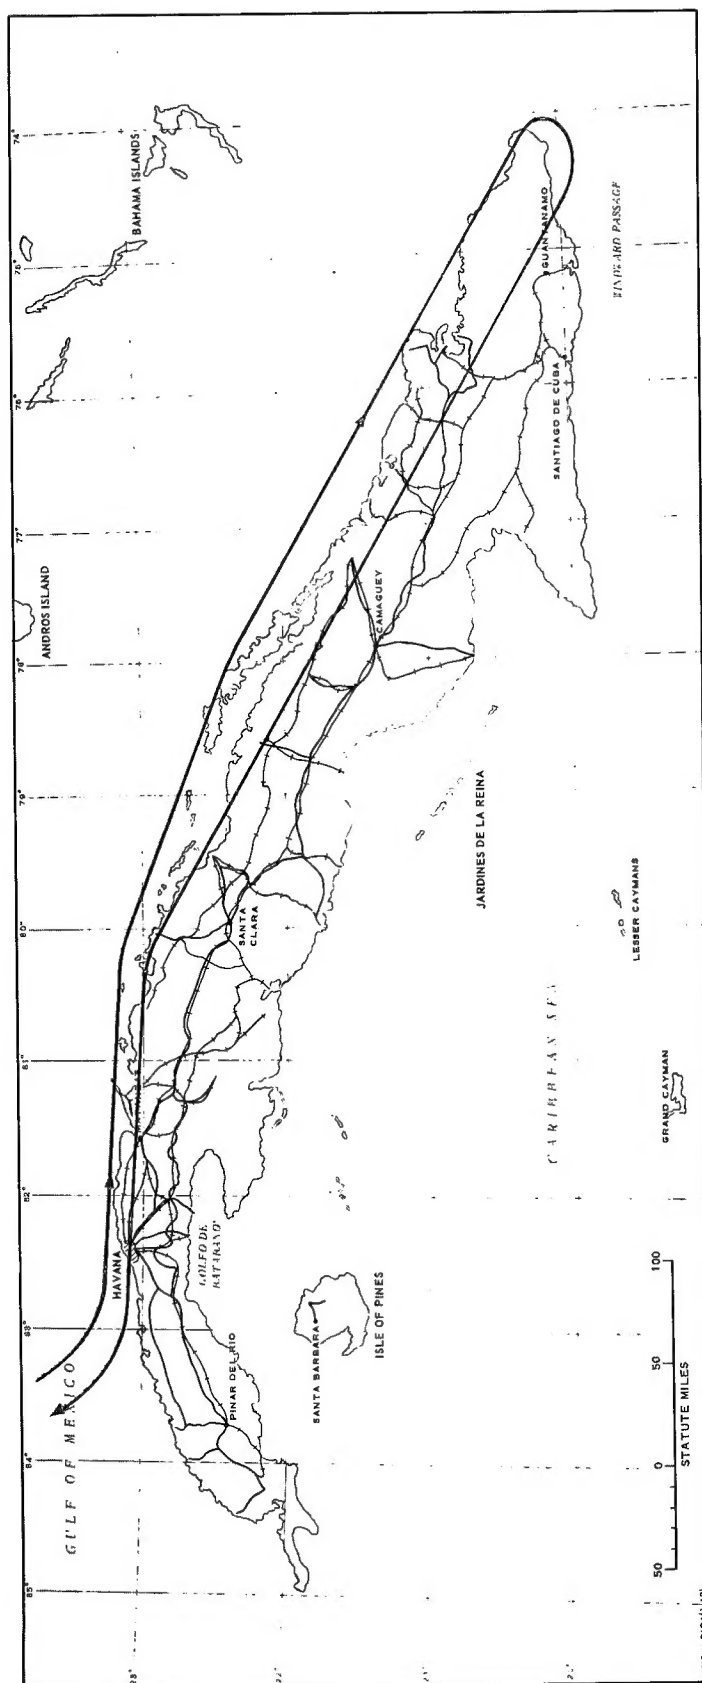 GULF OF MEXICO
HAVANA
PINAR DEL RIO
GOLFO DE
BATABANO
SANTA BARBARA
ISLE OF PINES
SANTA
CLARA
CAMAGUEY
SANTIAGO DE CUBA
GUANTANAMO
WINDWARD PASSAGE
BAHAMA ISLANDS
ANDROS ISLAND
JARDINES DE LA REINA
LESSER CAYMANS
GRAND CAYMAN
CARIBBEAN SEA
85°
84°
83°
82°
81°
80°
79°
78°
77°
76°
75°
74°
50 0 50 100
STATUTE MILES